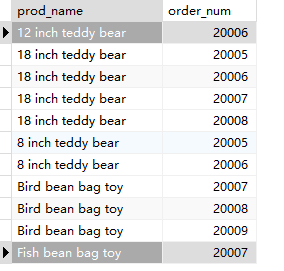 prod_name order_num
12 inch teddy bear 20006
18 inch teddy bear 20005
18 inch teddy bear 20006
18 inch teddy bear 20007
18 inch teddy bear 20008
8 inch teddy bear 20005
8 inch teddy bear 20006
Bird bean bag toy 20007
Bird bean bag toy 20008
Bird bean bag toy 20009
Fish bean bag toy 20007